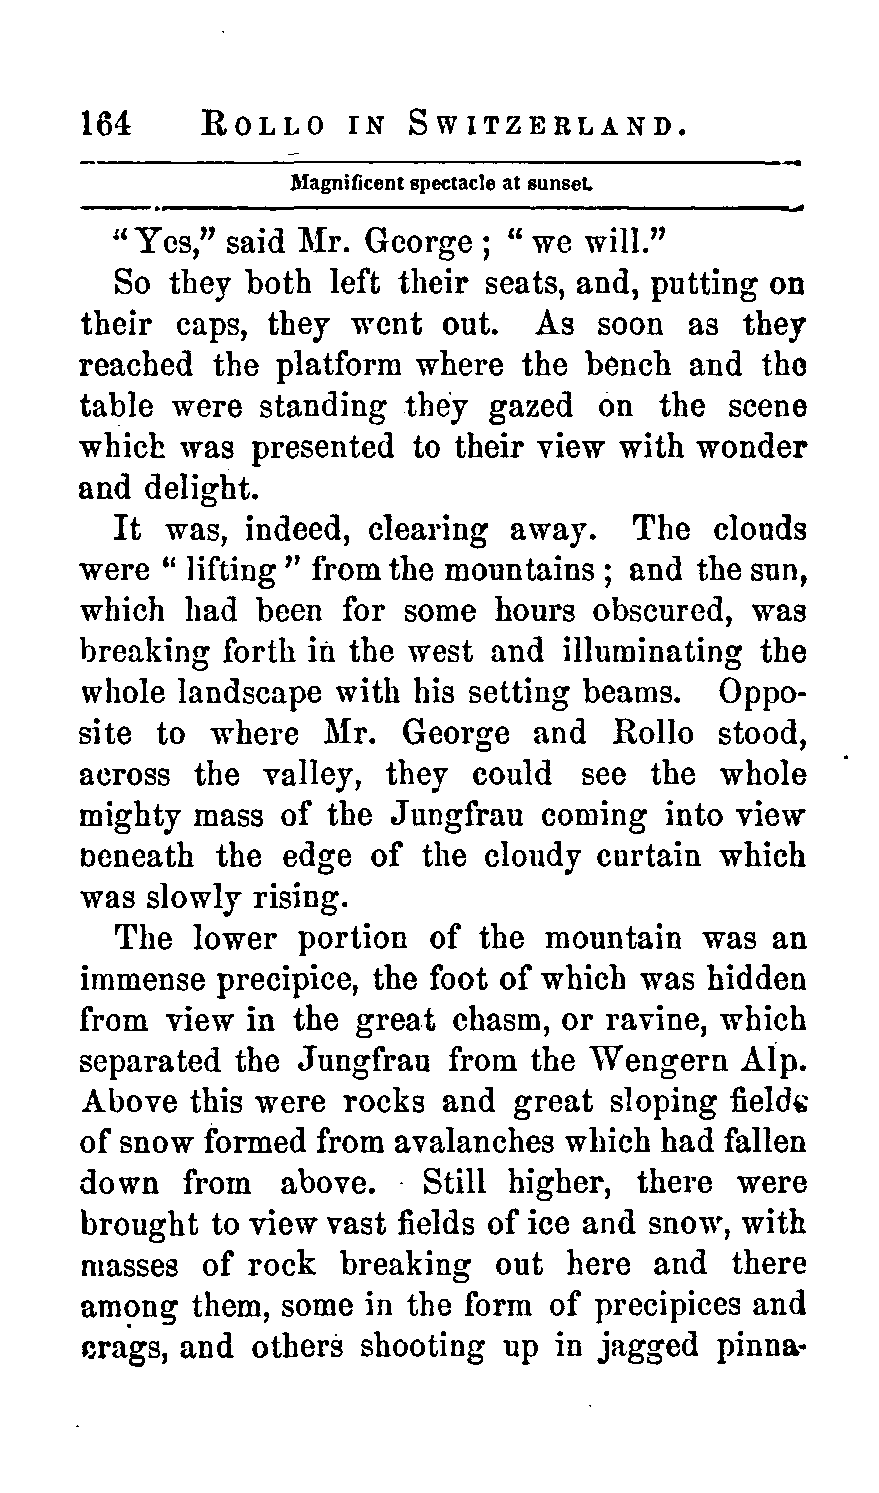 164 ROLLO IN SWITZERLAND.
Magnificent spectacle at sunset.
“Yes,” said Mr. George; “we will.”
So they both left their seats, and, putting on
their caps, they went out. As soon as they
reached the platform where the bench and the
table were standing they gazed on the scene
which was presented to their view with wonder
and delight.
It was, indeed, clearing away. The clouds
were “lifting” from the mountains; and the sun,
which had been for some hours obscured, was
breaking forth in the west and illuminating the
whole landscape with his setting beams. Oppo-
site to where Mr. George and Rollo stood,
across the valley, they could see the whole
mighty mass of the Jungfrau coming into view
beneath the edge of the cloudy curtain which
was slowly rising.
The lower portion of the mountain was an
immense precipice, the foot of which was hidden
from view in the great chasm, or ravine, which
separated the Jungfrau from the Wengern Alp.
Above this were rocks and great sloping fields
of snow formed from avalanches which had fallen
down from above. Still higher, there were
brought to view vast fields of ice and snow, with
masses of rock breaking out here and there
among them, some in the form of precipices and
crags, and others shooting up in jagged pinna-